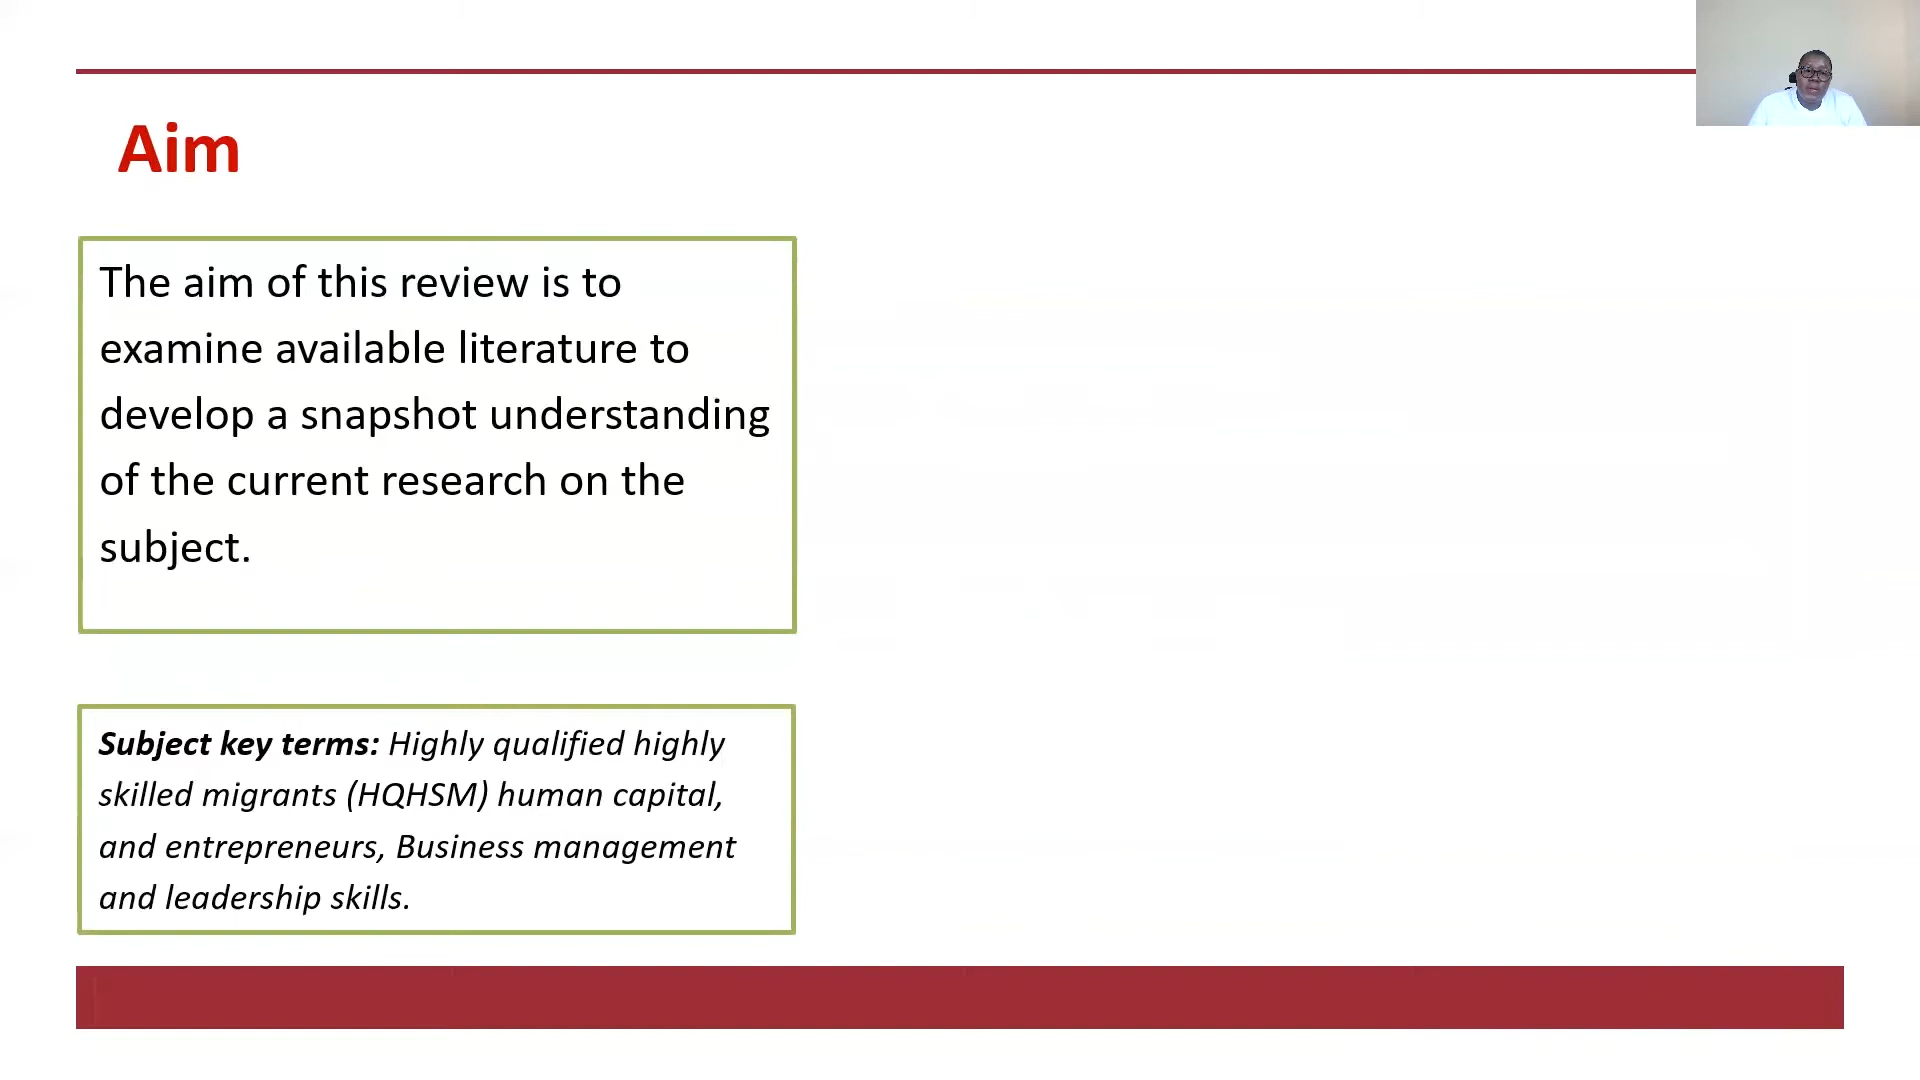 Aim
The aim of this review is to
examine available literature to
develop a snapshot understanding
of the current research on the
subject.
Subject key terms: Highly qualified highly
skilled migrants (HQHSM) human capital,
and entrepreneurs, Business management
and leadership skills.